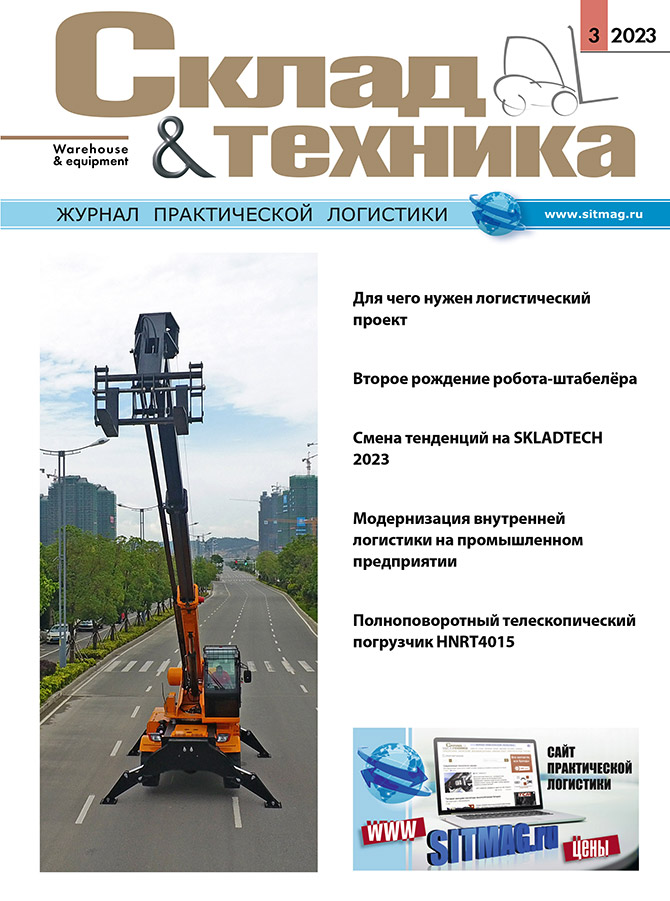 3 2023
Склад
Warehouse
& equipment
& техника
ЖУРНАЛ ПРАКТИЧЕСКОЙ ЛОГИСТИКИ
www.sitmag.ru
Для чего нужен логистический
проект
Второе рождение робота-штабелёра
Смена тенденций на SKLADTECH
2023
Модернизация внутренней
логистики на промышленном
предприятии
Полноповоротный телескопический
погрузчик HNRT4015
САЙТ
ПРАКТИЧЕСКОЙ
ЛОГИСТИКИ
www
SITMAG.ru
цены